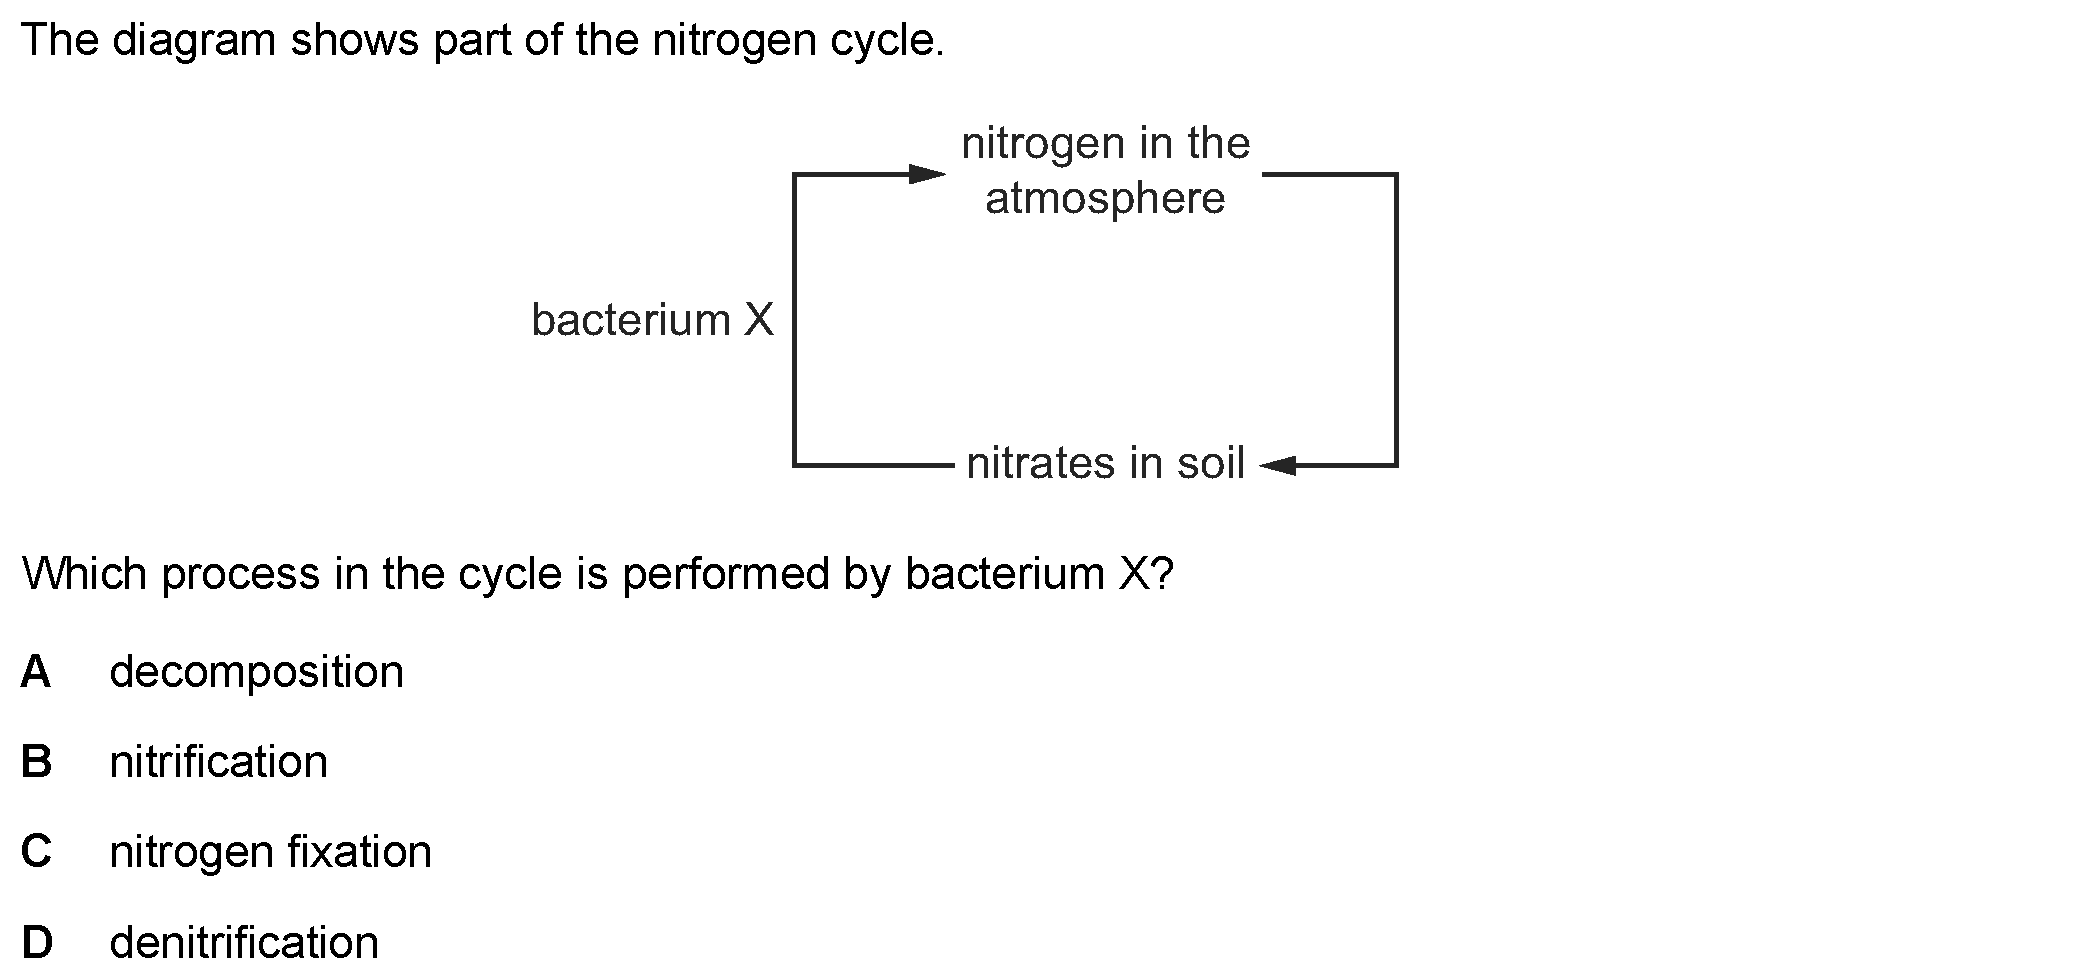 The diagram shows part of the nitrogen cycle.
nitrogen in the
atmosphere
bacterium X
nitrates in soil
Which process in the cycle is performed by bacterium X?
A decomposition
B nitrification
C nitrogen fixation
D denitrification